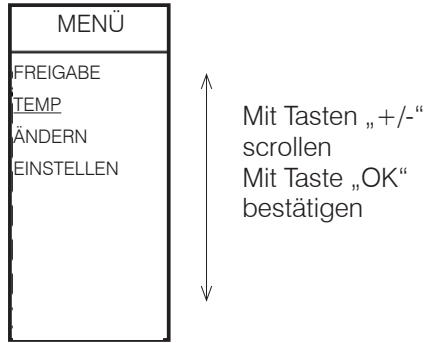 MENÜ
FREIGABE
TEMP
ÄNDERN
EINSTELLEN
Mit Tasten „+/-“
scrollen
Mit Taste „OK“
bestätigen